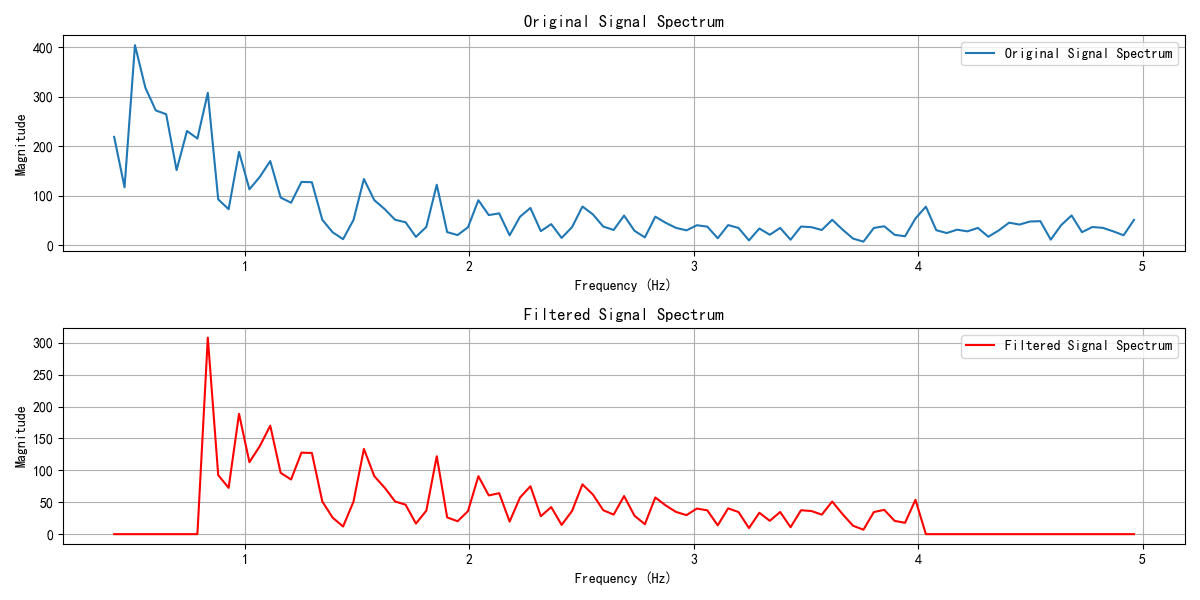 Original Signal Spectrum
Original Signal Spectrum
400
300
200
100
0
Magnitude
1
2
3
4
5
Frequency (Hz)
Filtered Signal Spectrum
Filtered Signal Spectrum
300
250
200
150
100
50
0
Magnitude
1
2
3
4
5
Frequency (Hz)